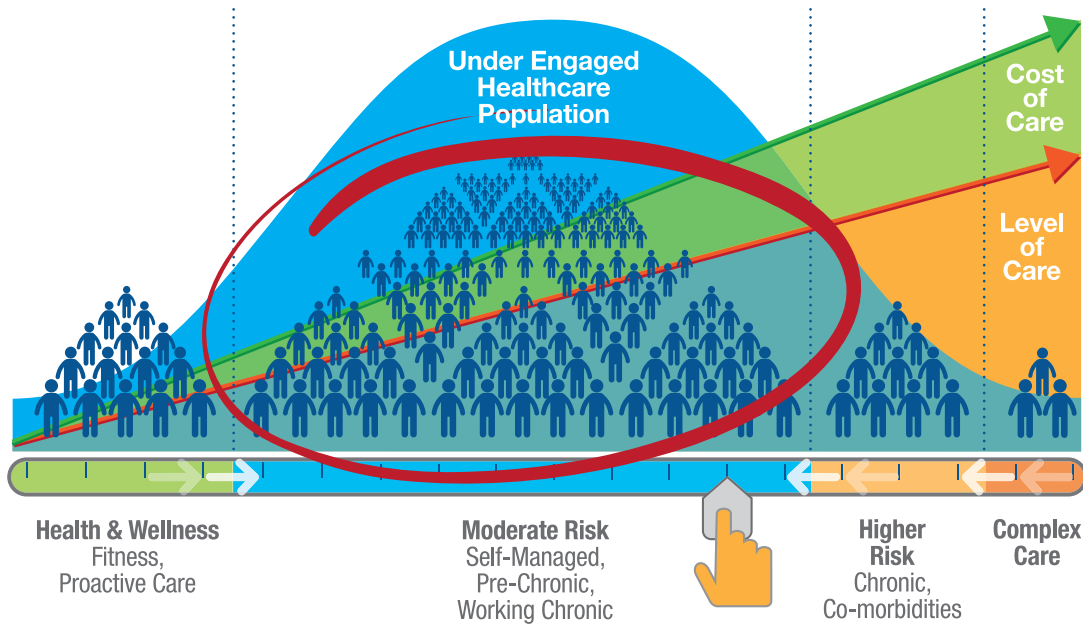 Under Engaged
Healthcare
Population
Cost
of
Care
Level
of
Care
Health & Wellness
Fitness,
Proactive Care
Moderate Risk
Self-Managed,
Pre-Chronic,
Working Chronic
Higher
Risk
Chronic,
Co-morbidities
Complex
Care